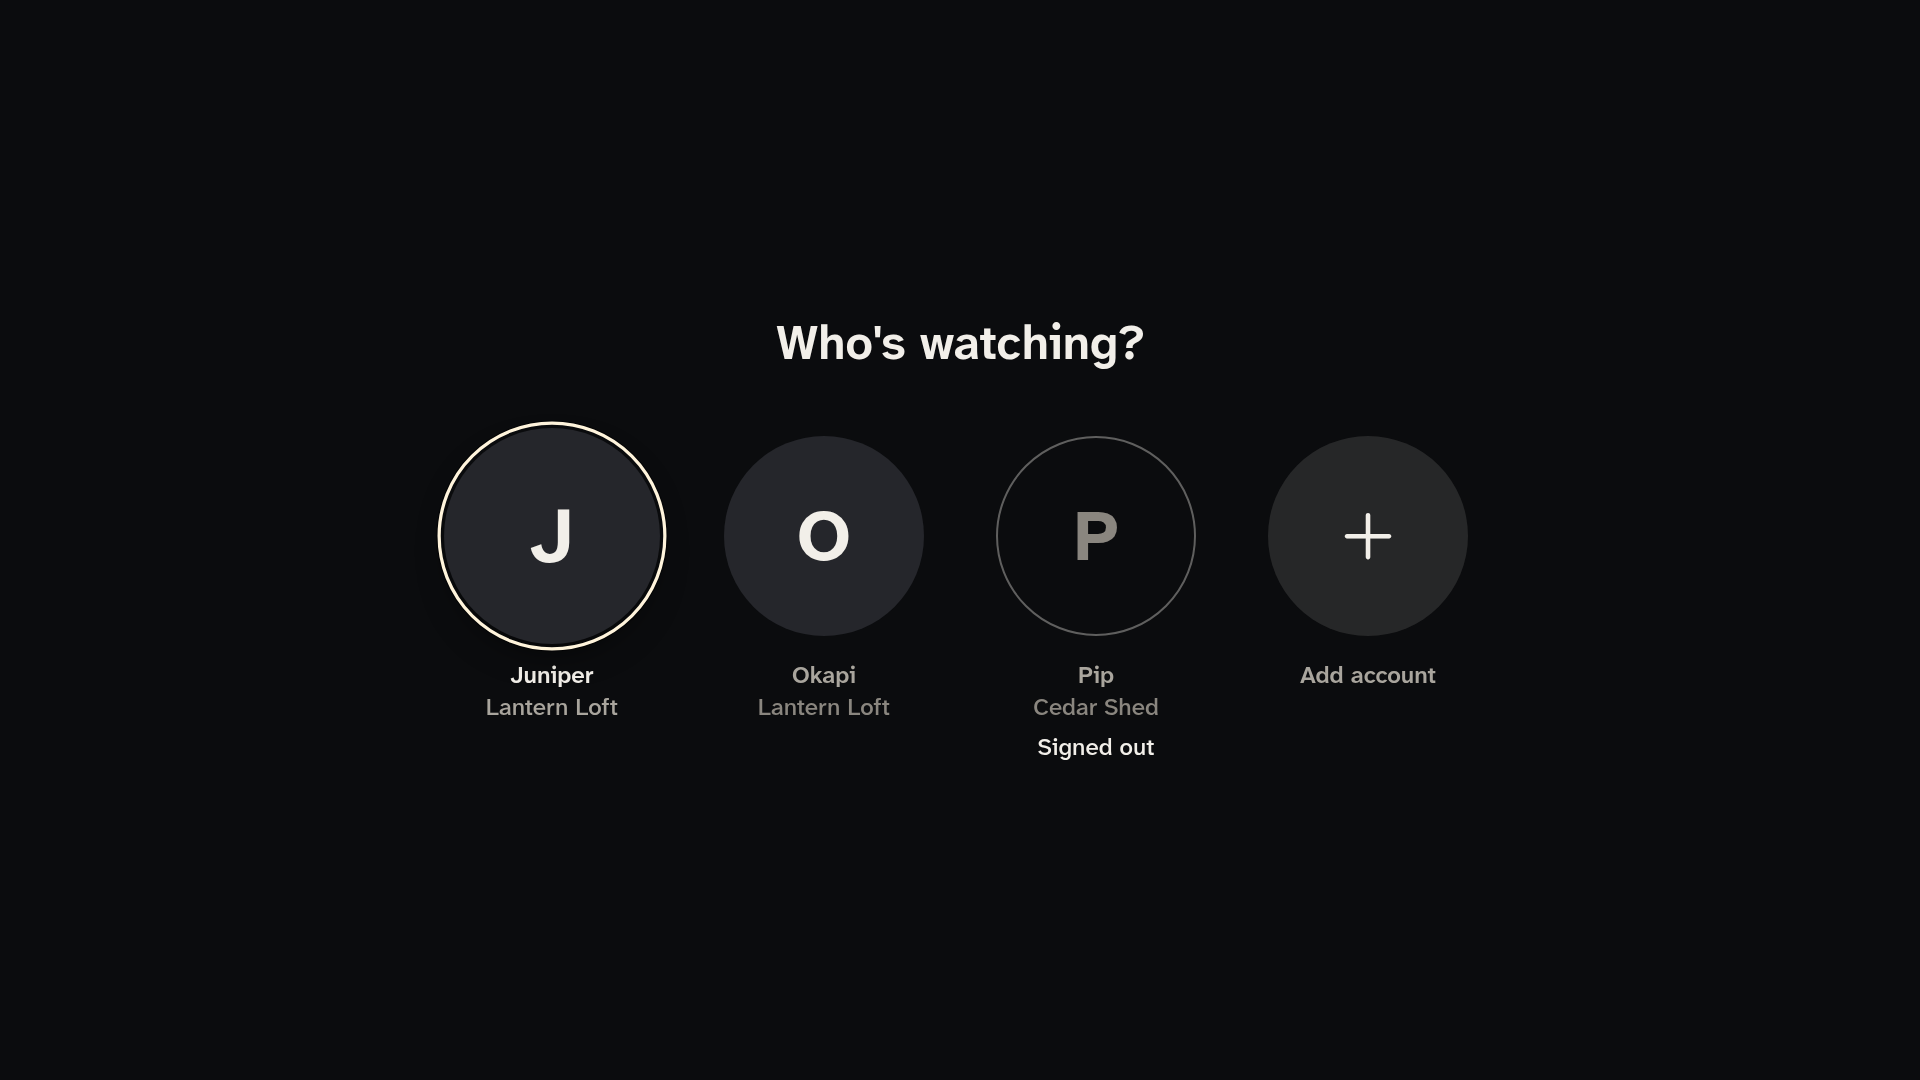 Who's watching?
J
O
P
Juniper
Lantern Loft
Okapi
Lantern Loft
Pip
Cedar Shed
Signed out
Add account